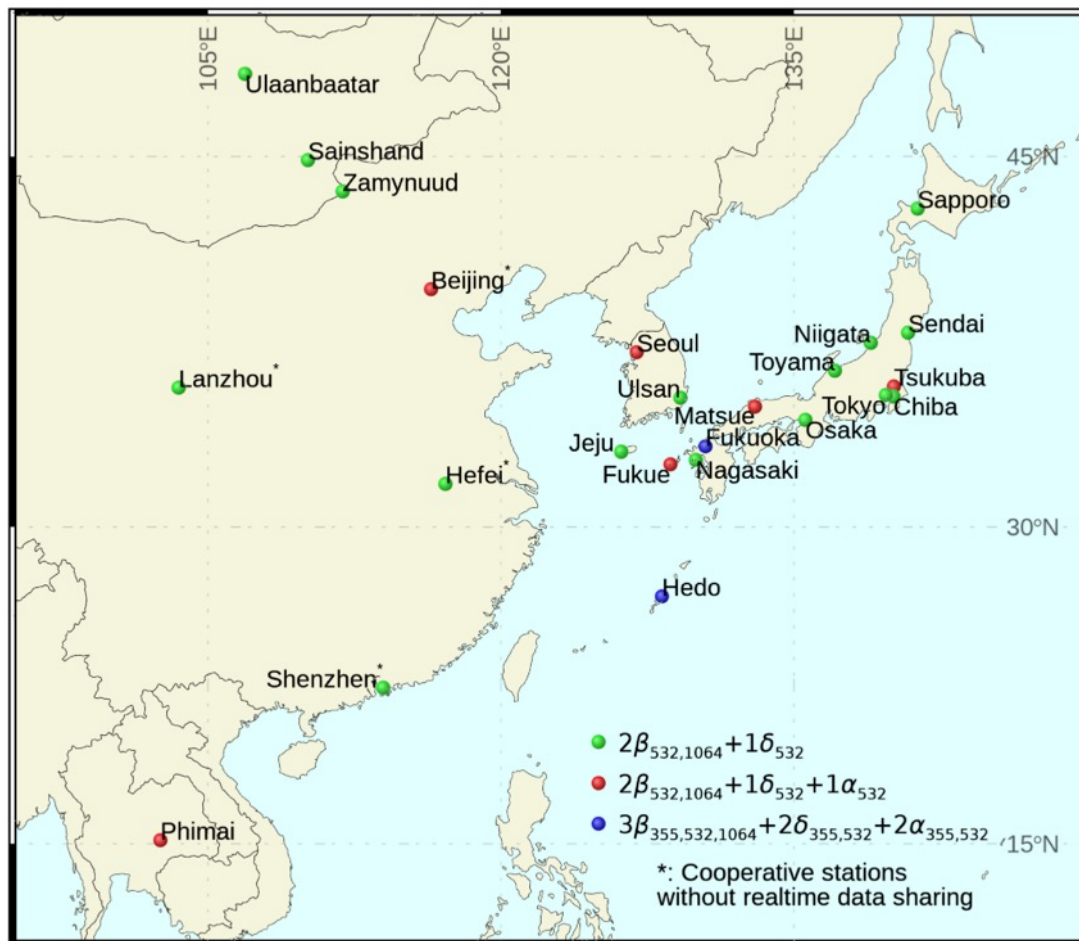 105°E
120°E
135°E
Ulaanbaatar
Sainshand
45°N
Zamynuud
Sapporo
Beijing*
Niigata
Sendai
Seoul
Toyama
Lanzhou*
Tsukuba
Ulsan
Tokyo
Chiba
Matsue
Osaka
Fukuoka
Jeju
Fukue
Nagasaki
Hefei*
30°N
Hedo
Shenzhen*
2β532,1064+1δ532
2β532,1064+1δ532+1α532
3β355,532,1064+2δ355,532+2α355,532
Phimai
15°N
*: Cooperative stations
without realtime data sharing